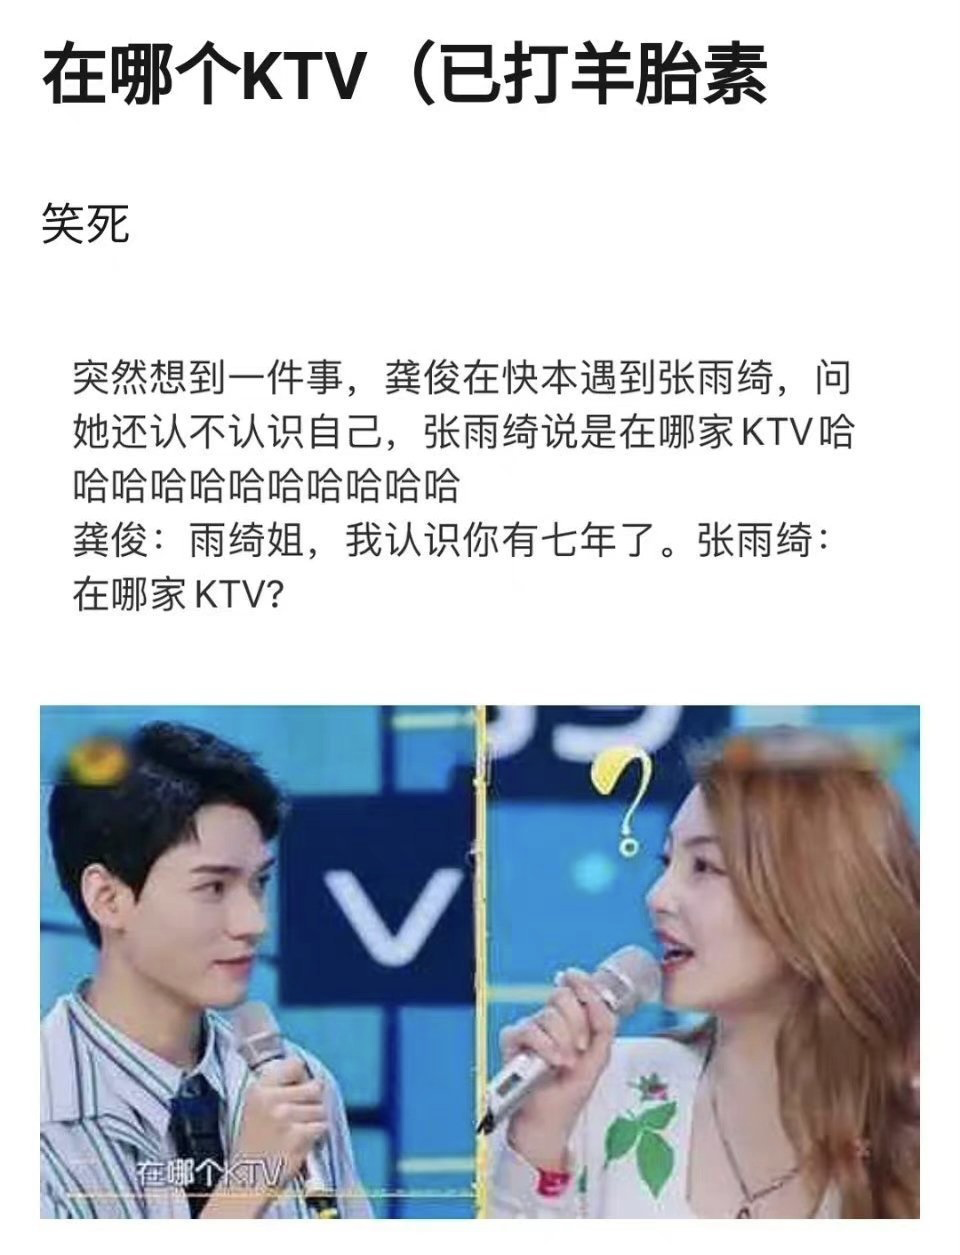 在哪个KTV（已打羊胎素
笑死
突然想到一件事，龚俊在快本遇到张雨绮，问
她还认不认识自己，张雨绮说是在哪家KTV哈
哈哈哈哈哈哈哈哈哈哈
龚俊：雨绮姐，我认识你有七年了。张雨绮：
在哪家KTV？
V
?
在哪个KTV